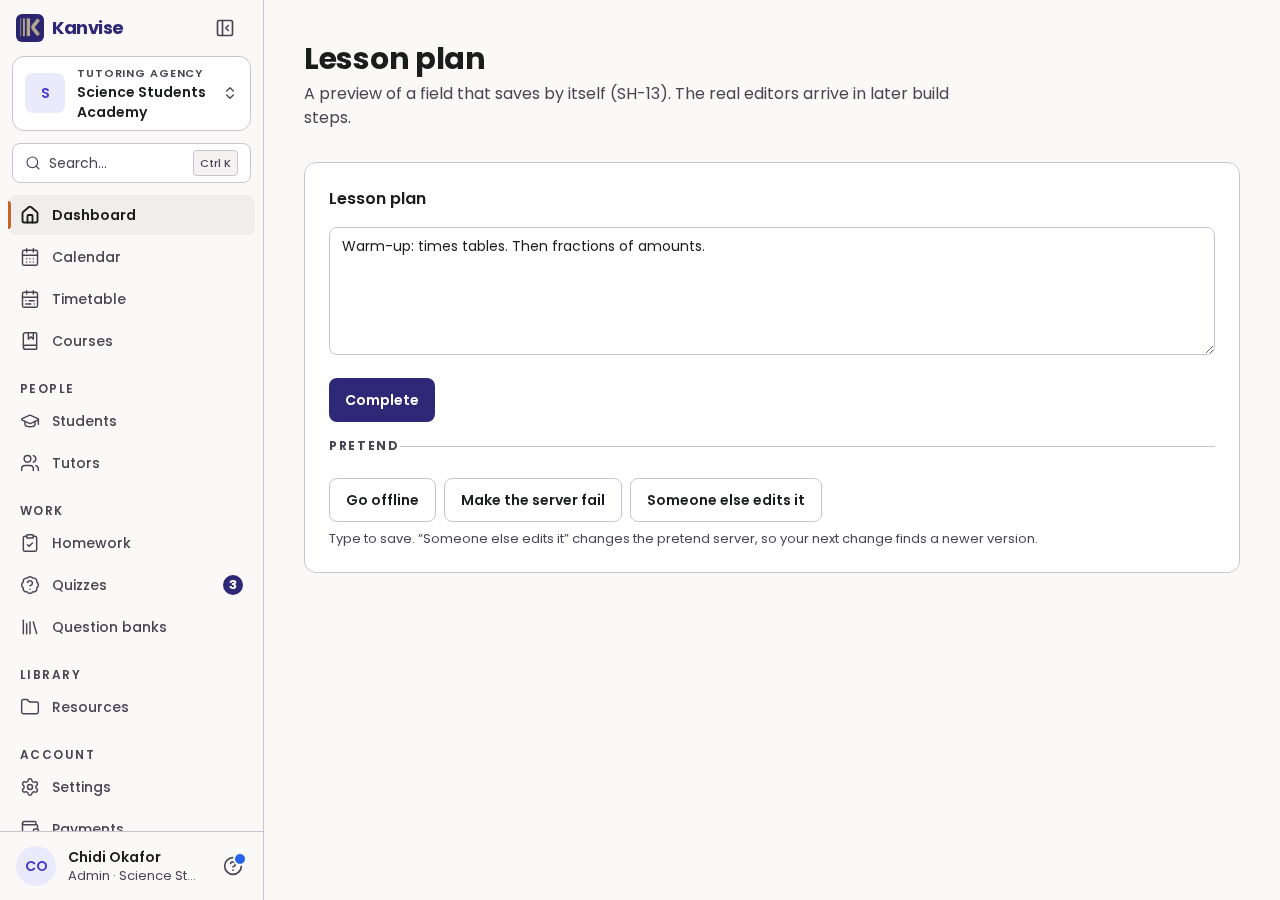 Kanvise
TUTORING AGENCY
S
Science Students
Academy
Search...
Ctrl K
Dashboard
Calendar
Timetable
Courses
PEOPLE
Students
Tutors
WORK
Homework
Quizzes
3
Question banks
LIBRARY
Resources
ACCOUNT
Settings
Payments
CO
Chidi Okafor
Admin · Science St...
Lesson plan
A preview of a field that saves by itself (SH-13). The real editors arrive in later build
steps.
Lesson plan
Warm-up: times tables. Then fractions of amounts.
Complete
PRETEND
Go offline
Make the server fail
Someone else edits it
Type to save. “Someone else edits it” changes the pretend server, so your next change finds a newer version.